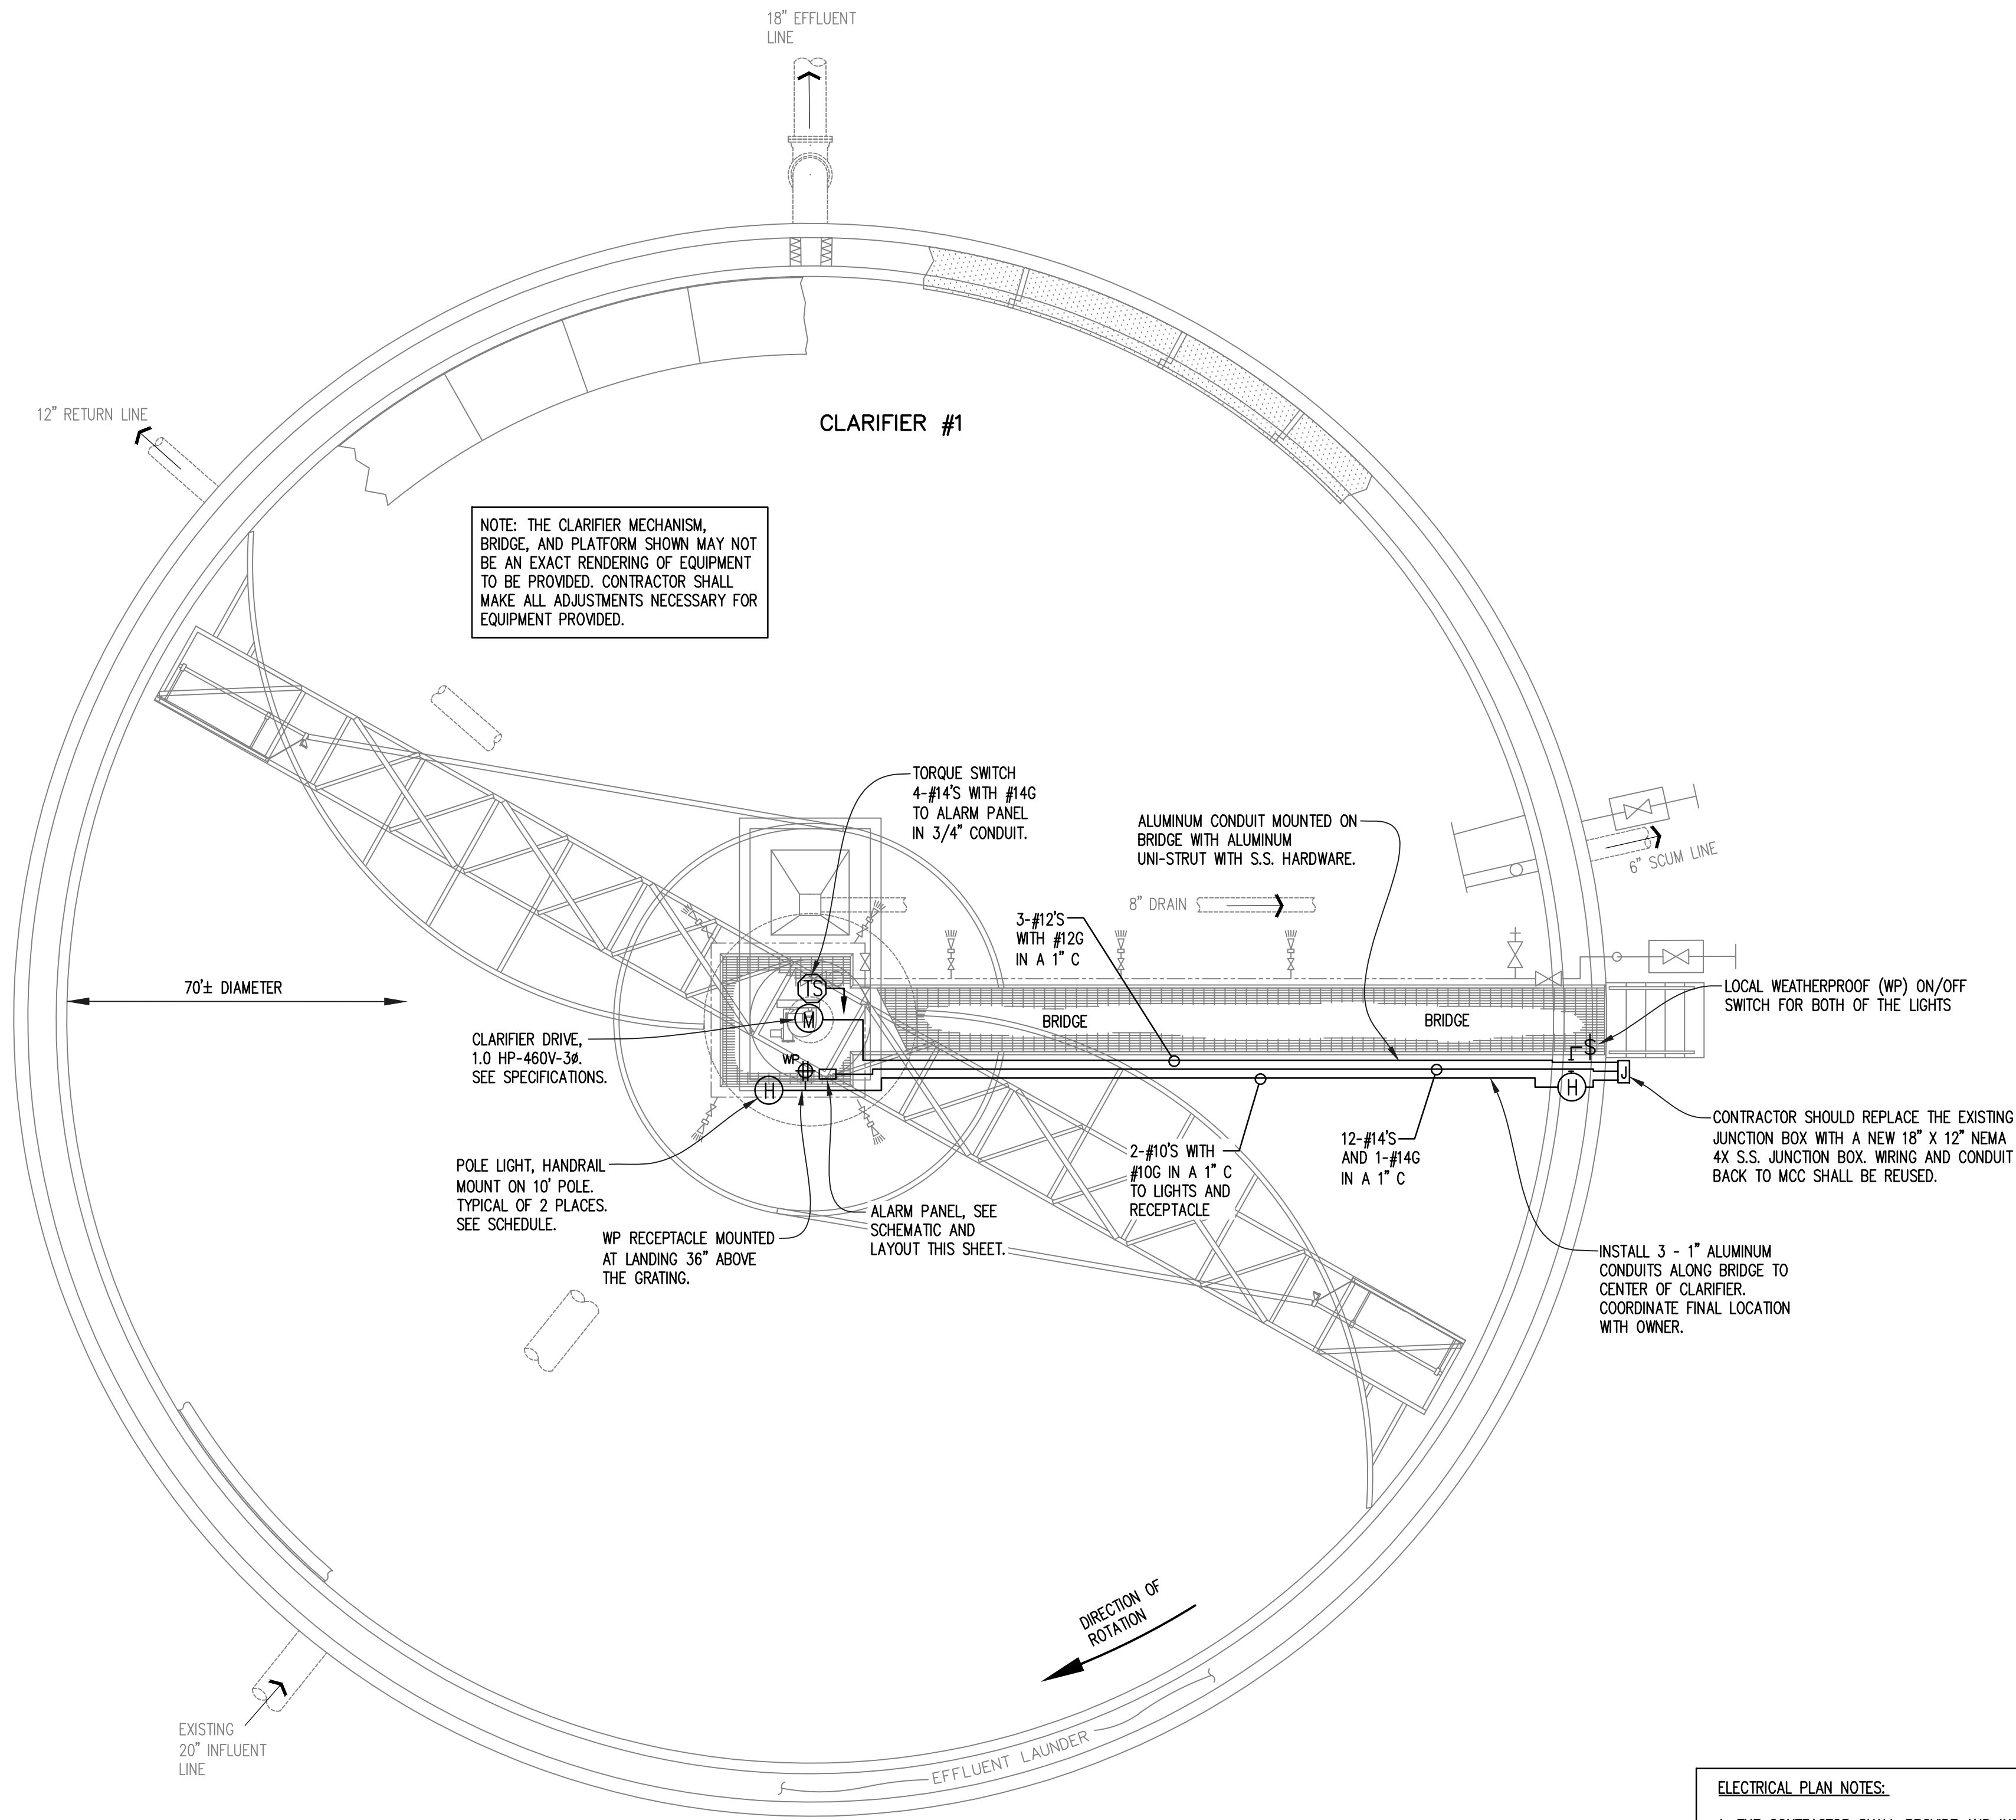 18" EFFLUENT
LINE
12" RETURN LINE
CLARIFIER #1
NOTE: THE CLARIFIER MECHANISM,
BRIDGE, AND PLATFORM SHOWN MAY NOT
BE AN EXACT RENDERING OF EQUIPMENT
TO BE PROVIDED. CONTRACTOR SHALL
MAKE ALL ADJUSTMENTS NECESSARY FOR
EQUIPMENT PROVIDED.
TORQUE SWITCH
4-#14'S WITH #14G
TO ALARM PANEL
IN 3/4" CONDUIT.
ALUMINUM CONDUIT MOUNTED ON
BRIDGE WITH ALUMINUM
UNI-STRUT WITH S.S. HARDWARE.
6" SCUM LINE
8" DRAIN
3-#12'S
WITH #12G
IN A 1" C
70'± DIAMETER
TS
M
BRIDGE
BRIDGE
LOCAL WEATHERPROOF (WP) ON/OFF
SWITCH FOR BOTH OF THE LIGHTS
CLARIFIER DRIVE,
1.0 HP-460V-3ø.
SEE SPECIFICATIONS.
WP
H
S
J
H
CONTRACTOR SHOULD REPLACE THE EXISTING
JUNCTION BOX WITH A NEW 18" X 12" NEMA
4X S.S. JUNCTION BOX. WIRING AND CONDUIT
BACK TO MCC SHALL BE REUSED.
POLE LIGHT, HANDRAIL
MOUNT ON 10' POLE.
TYPICAL OF 2 PLACES.
SEE SCHEDULE.
2-#10'S WITH
#10G IN A 1" C
TO LIGHTS AND
RECEPTACLE
12-#14'S
AND 1-#14G
IN A 1" C
ALARM PANEL, SEE
SCHEMATIC AND
LAYOUT THIS SHEET.
WP RECEPTACLE MOUNTED
AT LANDING 36" ABOVE
THE GRATING.
INSTALL 3 - 1" ALUMINUM
CONDUITS ALONG BRIDGE TO
CENTER OF CLARIFIER.
COORDINATE FINAL LOCATION
WITH OWNER.
DIRECTION OF
ROTATION
EXISTING
20" INFLUENT
LINE
EFFLUENT LAUNDER
ELECTRICAL PLAN NOTES: